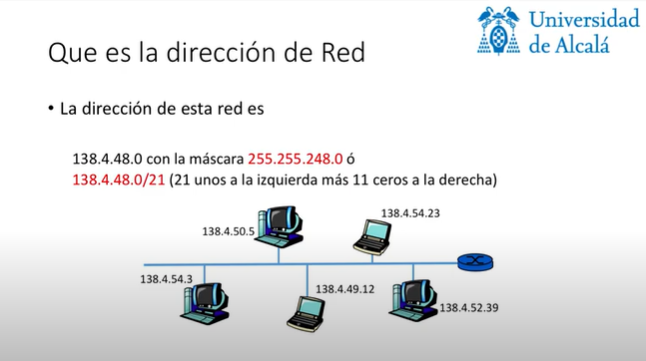 Universidad
de Alcalá
Que es la dirección de Red
• La dirección de esta red es
138.4.48.0 con la máscara 255.255.248.0 ó
138.4.48.0/21 (21 unos a la izquierda más 11 ceros a la derecha)
138.4.54.23
138.4.50.5
138.4.54.3
138.4.49.12
138.4.52.39